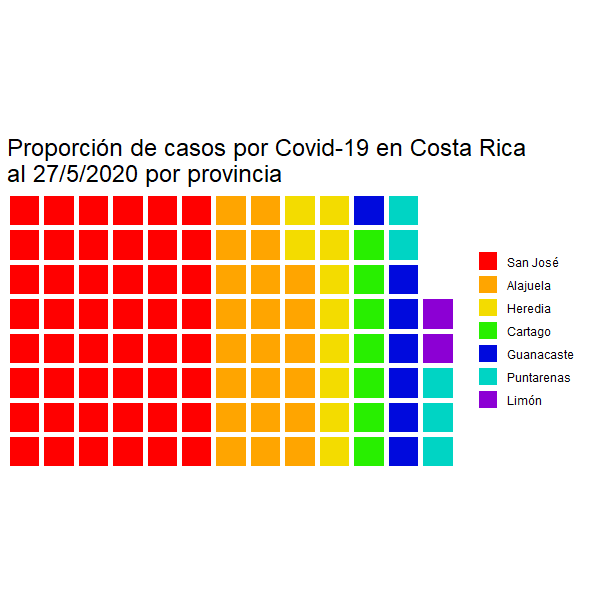 Proporción de casos por Covid-19 en Costa Rica
al 27/5/2020 por provincia
San José
Alajuela
Heredia
Cartago
Guanacaste
Puntarenas
Limón